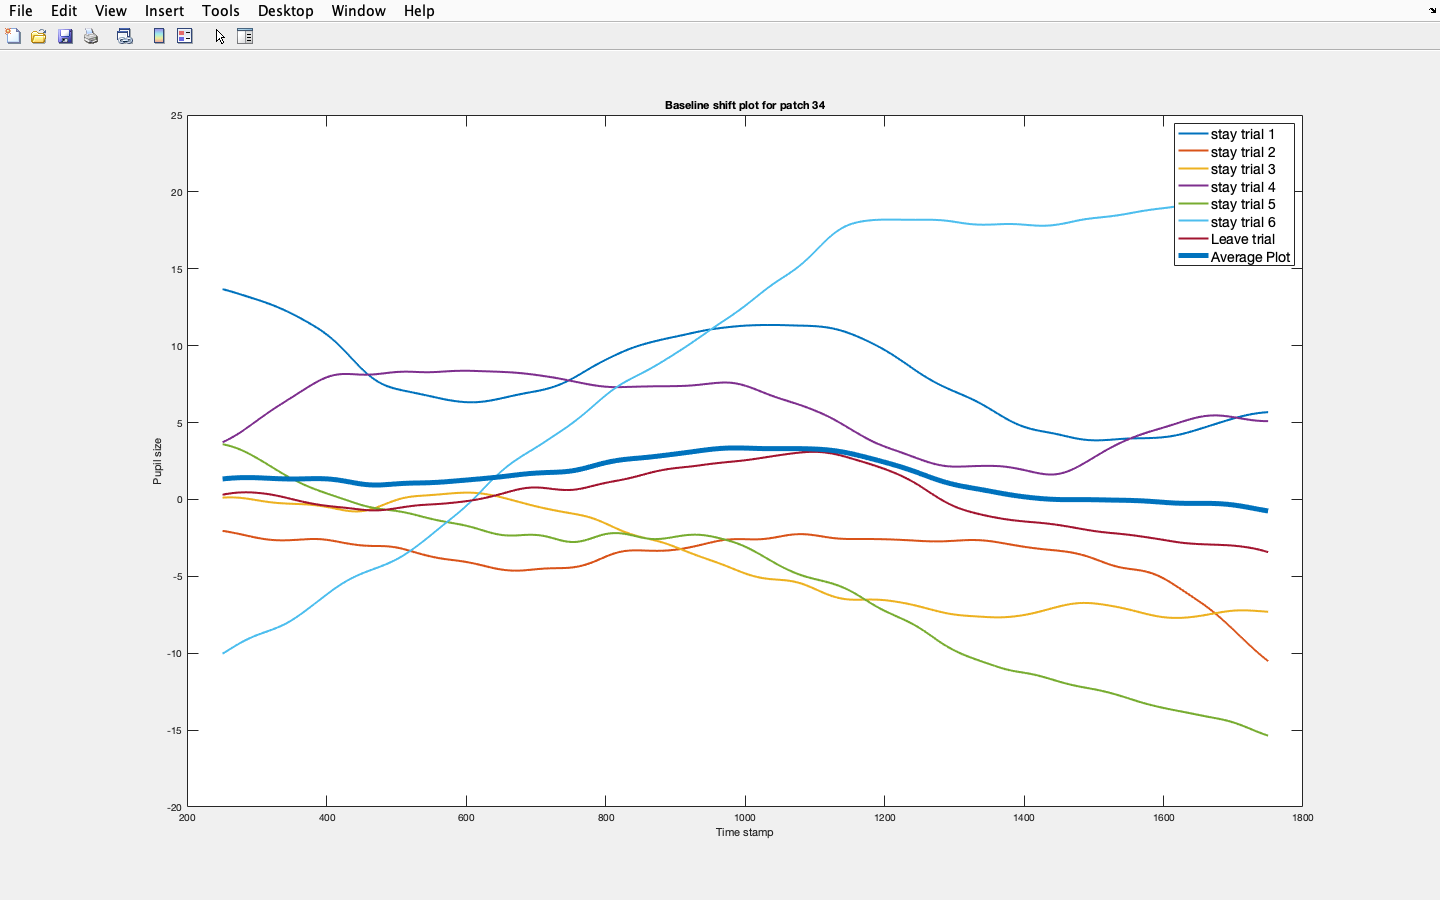 File Edit View Insert Tools Desktop Window Help
Baseline shift plot for patch 34
25
20
15
10
5
0
-5
-10
-15
-20
Pupil size
200 400 600 800 1000 1200 1400 1600 1800
Time stamp
stay trial 1
stay trial 2
stay trial 3
stay trial 4
stay trial 5
stay trial 6
Leave trial
Average Plot